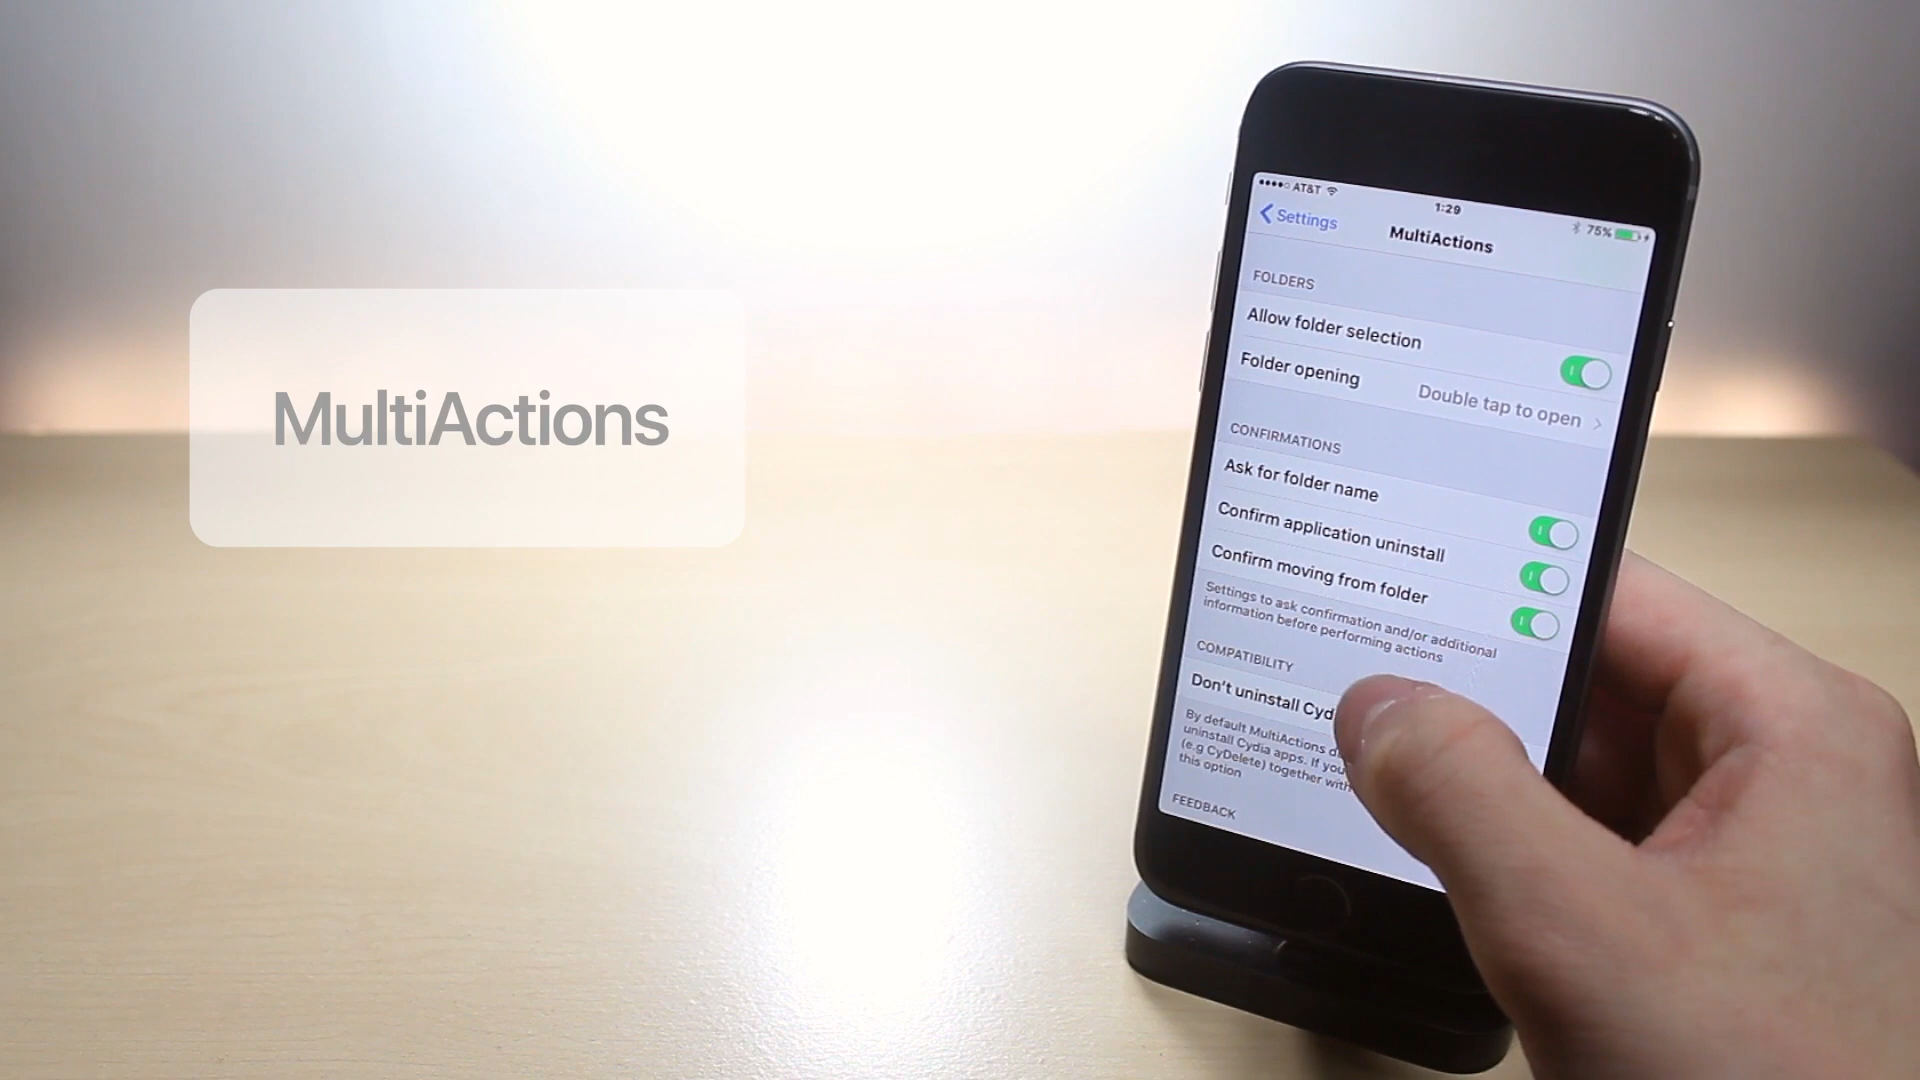 MultiActions
AT&T
1:29
75%
Settings
MultiActions
FOLDERS
Allow folder selection
Folder opening Double tap to open
CONFIRMATIONS
Ask for folder name
Confirm application uninstall
Confirm moving from folder
Settings to ask confirmation and/or additional
information before performing actions
COMPATIBILITY
Don't uninstall
By default MultiActions
uninstall Cydia apps. If you
(e.g CyDelete) together with
this option
FEEDBACK